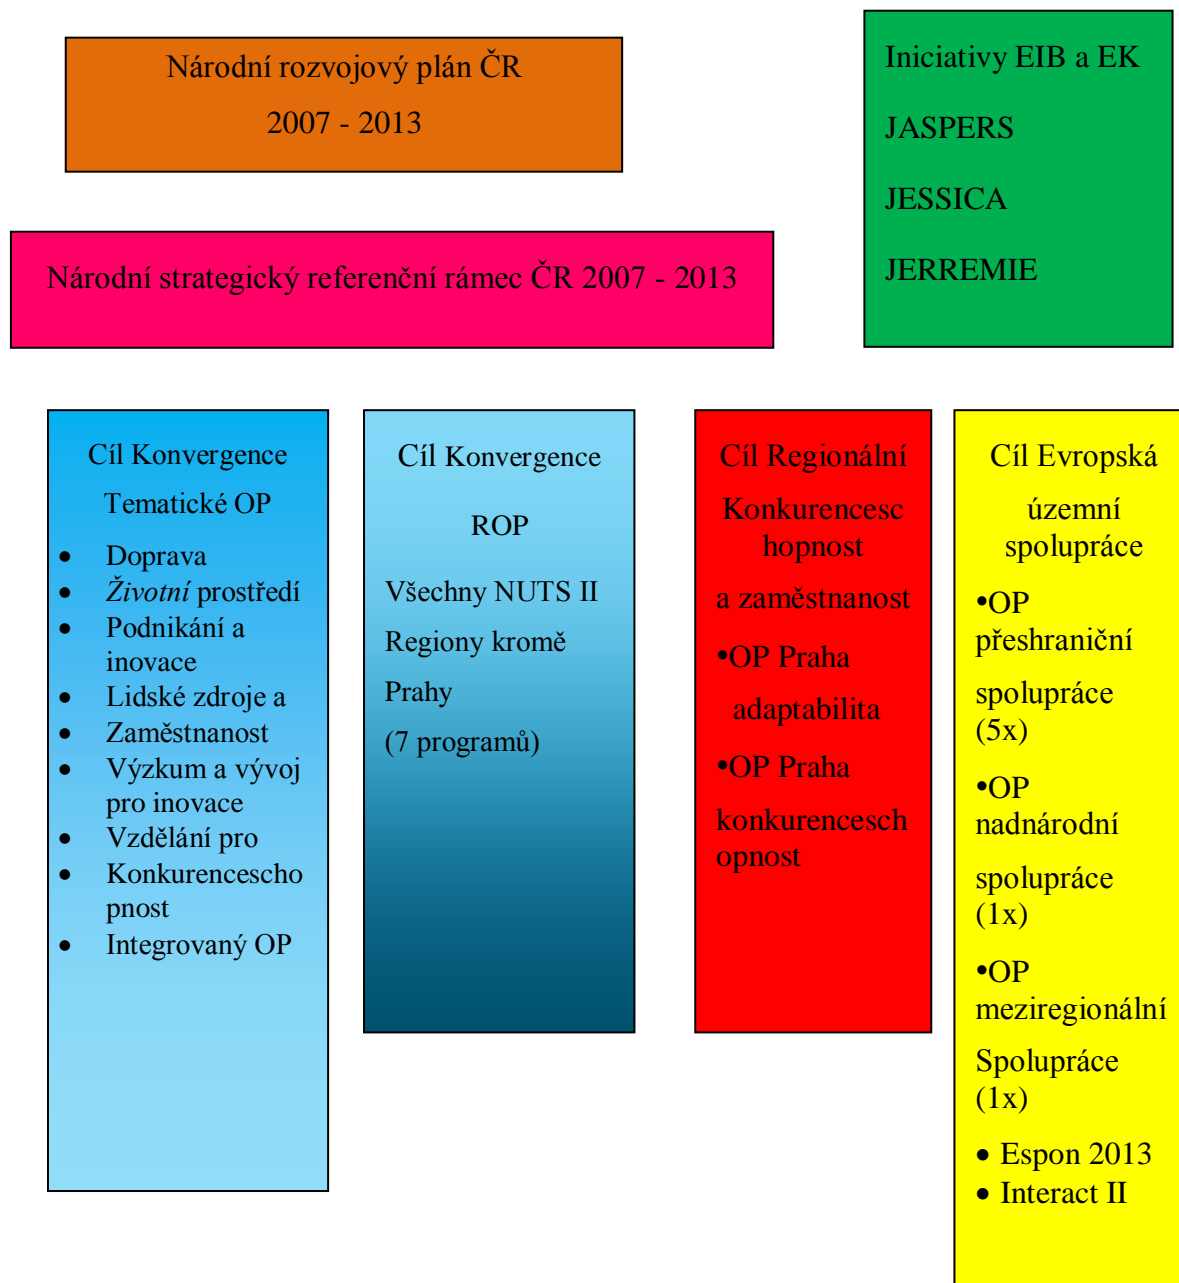 Národní rozvojový plán ČR
2007 - 2013
Iniciativy EIB a EK
JASPERS
JESSICA
JERREMIE
Národní strategický referenční rámec ČR 2007 - 2013
Cíl Konvergence
Tematické OP
• Doprava
• Životní prostředí
• Podnikání a
inovace
• Lidské zdroje a
• Zaměstnanost
• Výzkum a vývoj
pro inovace
• Vzdělání pro
• Konkurencescho
pnost
• Integrovaný OP
Cíl Konvergence
ROP
Všechny NUTS II
Regiony kromě
Prahy
(7 programů)
Cíl Regionální
Konkurencesc
hopnost
a zaměstnanost
•OP Praha
adaptabilita
•OP Praha
konkurencesch
opnost
Cíl Evropská
územní
spolupráce
•OP
přeshraniční
spolupráce
(5x)
•OP
nadnárodní
spolupráce
(1x)
•OP
meziregionální
Spolupráce
(1x)
• Espon 2013
• Interact II